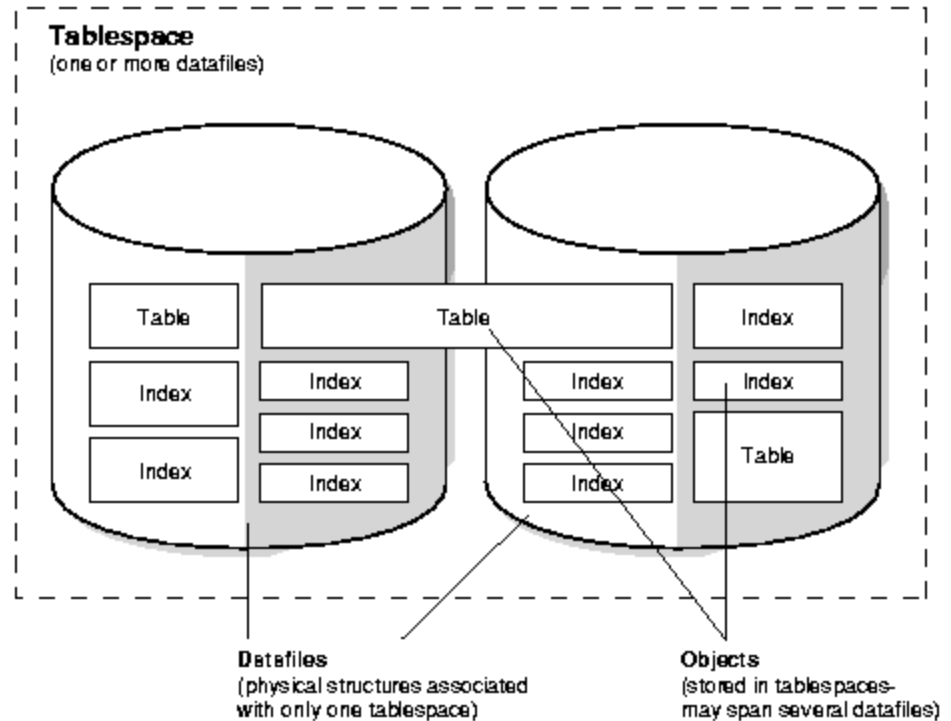 Tablespace
(one or more datafiles)
Table
Table
Index
Index
Index
Index
Index
Index
Index
Index
Table
Index
Index
Index
Datafiles
(physical structures associated
with only one tablespace)
Objects
(stored in tablespaces-
may span several datafiles)